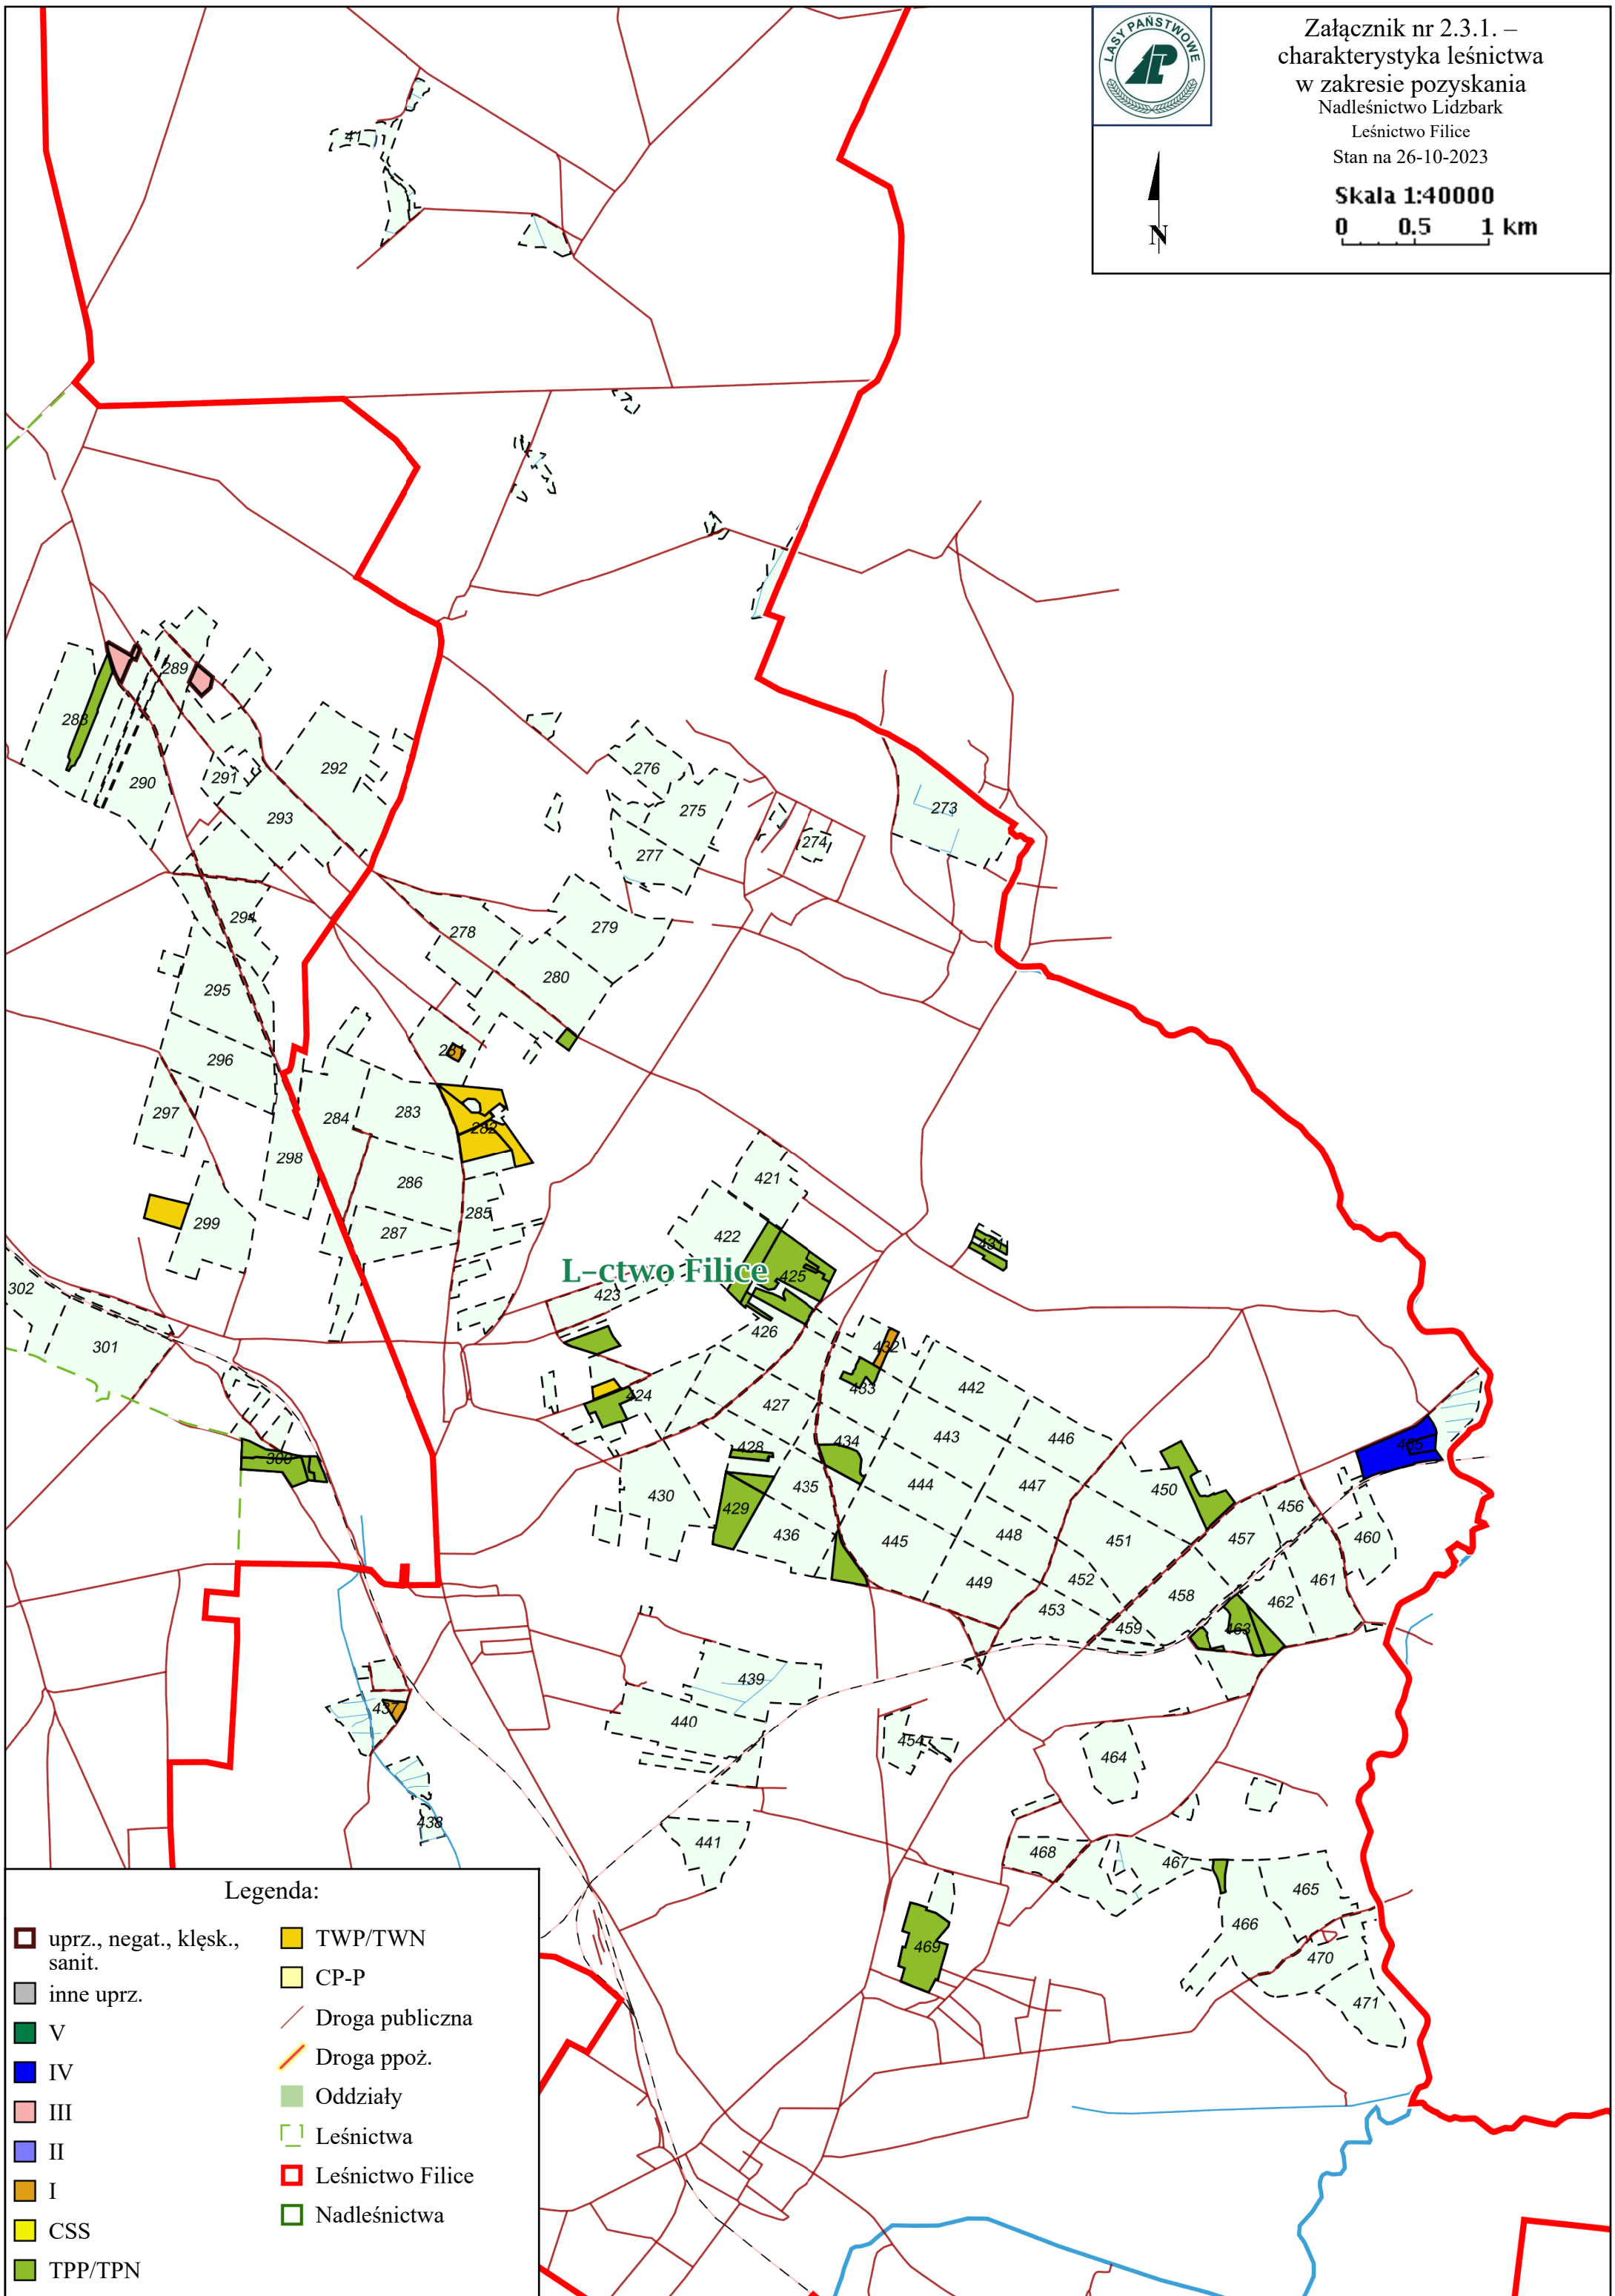 LASY PAŃSTWOWE
LP
Załącznik nr 2.3.1. –
charakterystyka leśnictwa
w zakresie pozyskania
Nadleśnictwo Lidzbark
Leśnictwo Filice
Stan na 26-10-2023
Skala 1:40000
0 0.5 1 km
N
41
289
288
290
291
292
293
276
275
277
274
273
294
278
279
280
295
296
281
297
284
283
282
298
286
299
287
285
421
422
431
L-ctwo Filice
425
302
423
301
426
432
424
433
442
427
428
434
443
446
465
300
430
435
444
447
450
456
429
436
445
448
451
457
460
449
452
458
461
453
462
459
463
439
437
440
454
464
438
441
468
467
465
466
469
470
471
Legenda:
uprz., negat., klęsk.,
sanit.
inne uprz.
V
IV
III
II
I
CSS
TPP/TPN
TWP/TWN
CP-P
Droga publiczna
Droga ppoż.
Oddziały
Leśnictwa
Leśnictwo Filice
Nadleśnictwa